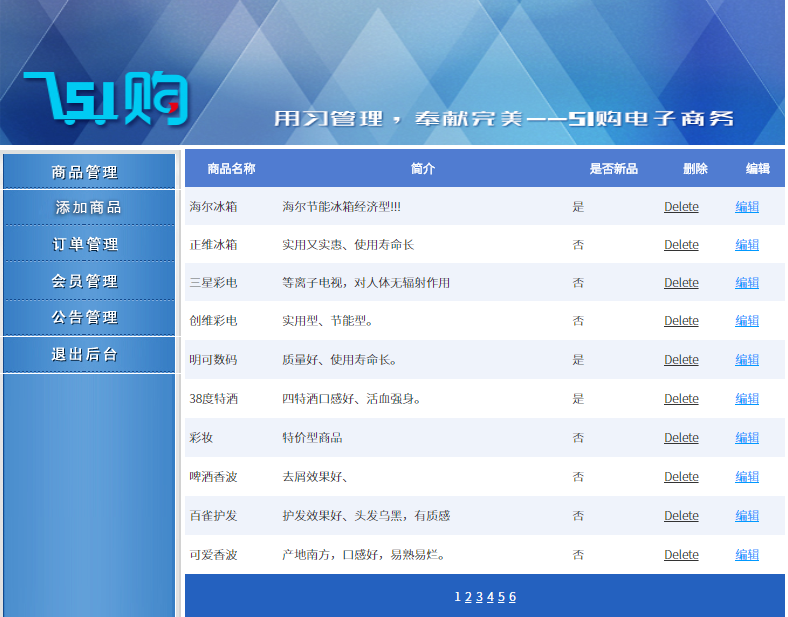 51购
用习管理，奉献完美--51购电子商务
商品管理
添加商品
订单管理
会员管理
公告管理
退出后台
商品名称 简介 是否新品 删除 编辑
海尔冰箱 海尔节能冰箱经济型!!! 是 Delete 编辑
正维冰箱 实用又实惠、使用寿命长 否 Delete 编辑
三星彩电 等离子电视，对人体无辐射作用 否 Delete 编辑
创维彩电 实用型、节能型。 否 Delete 编辑
明可数码 质量好、使用寿命长。 是 Delete 编辑
38度特酒 四特酒口感好、活血强身。 是 Delete 编辑
彩妆 特价型商品 否 Delete 编辑
啤酒香波 去屑效果好、 否 Delete 编辑
百雀护发 护发效果好、头发乌黑，有质感 否 Delete 编辑
可爱香波 产地南方，口感好，易熟易烂。 否 Delete 编辑
1 2 3 4 5 6